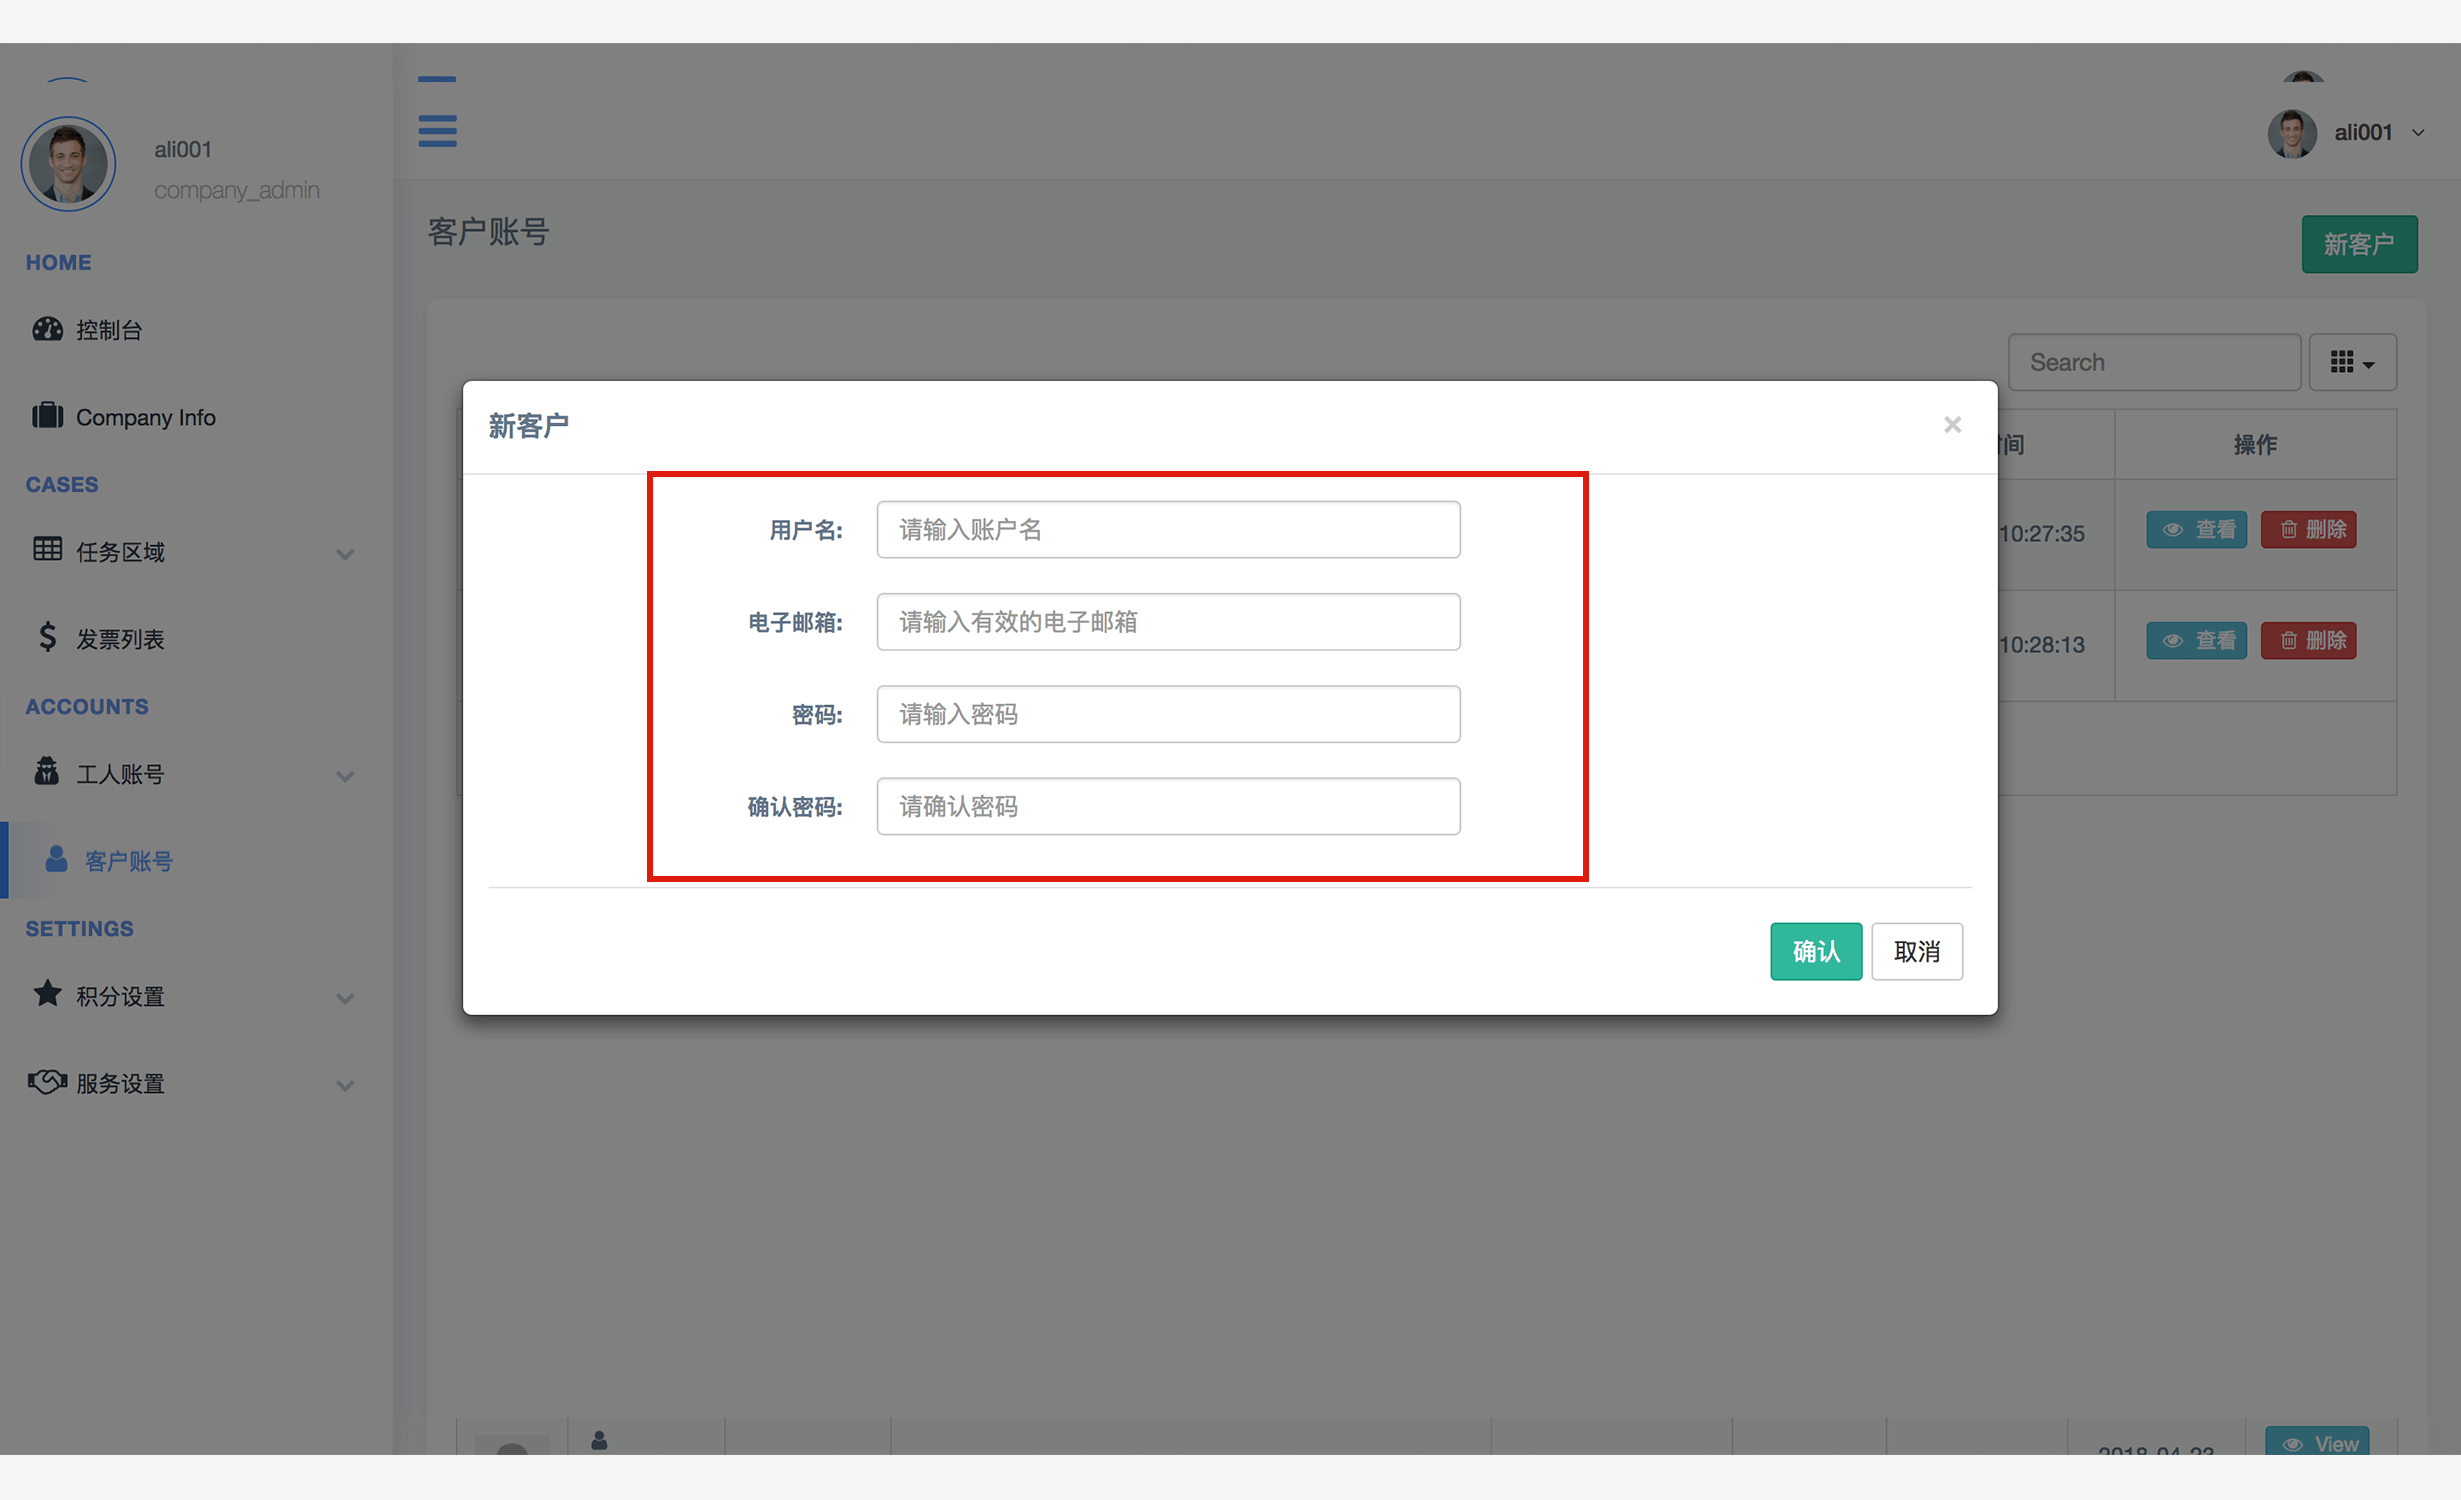 ali001
company_admin
ali001
HOME
控制台
Company Info
CASES
任务区域
发票列表
ACCOUNTS
工人账号
客户账号
SETTINGS
积分设置
服务设置
客户账号
新客户
Search
间
操作
10:27:35
查看
删除
10:28:13
查看
删除
新客户
×
用户名:
请输入账户名
电子邮箱:
请输入有效的电子邮箱
密码:
请输入密码
确认密码:
请确认密码
确认
取消
2018-04-23
View